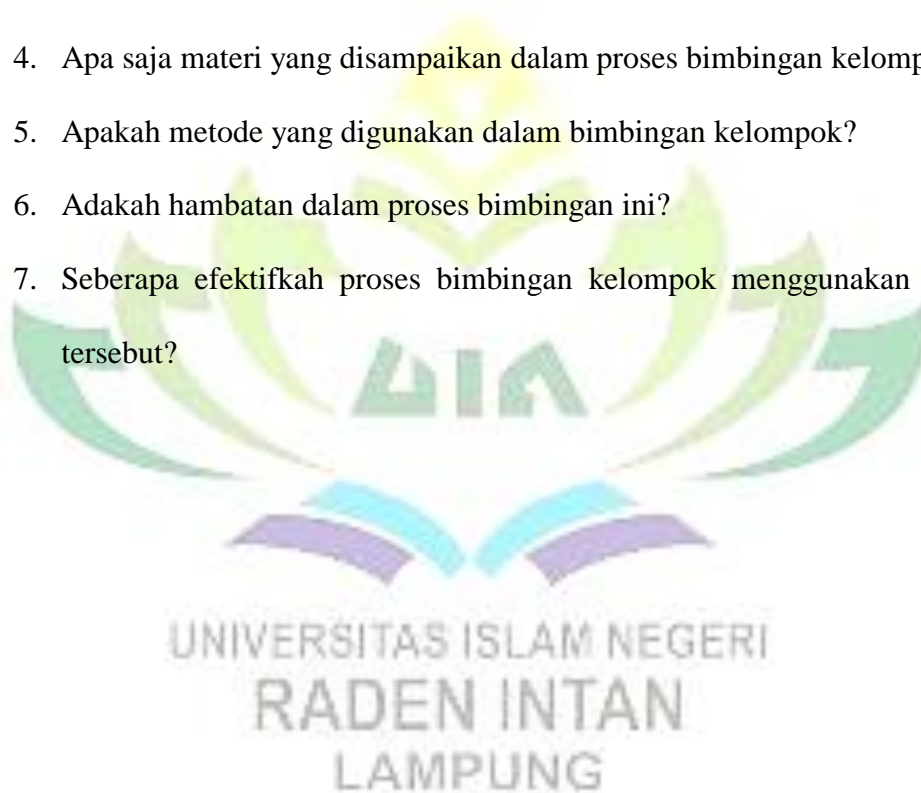 4. Apa saja materi yang disampaikan dalam proses bimbingan kelomp
5. Apakah metode yang digunakan dalam bimbingan kelompok?
6. Adakah hambatan dalam proses bimbingan ini?
7. Seberapa efektifkah proses bimbingan kelompok menggunakan
tersebut?
UIN
UNIVERSITAS ISLAM NEGERI
RADEN INTAN
LAMPUNG